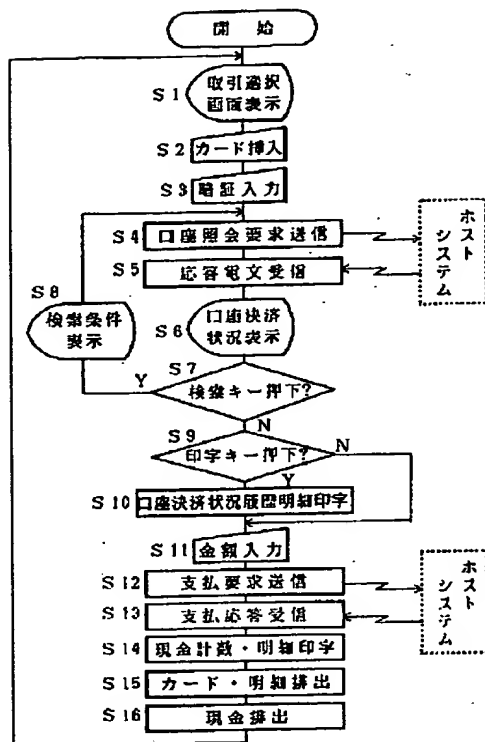 開 始
S1
取引選択
画面表示
S2 カード挿入
S3 暗証入力
S4 口座照会要求送信
S5 応答電文受信
ホスト
システム
S8
検索条件
表示
S6
口座決済
状況表示
S7
Y
検索キー押下?
N
S9
印字キー押下?
N
Y
S10 口座決済状況履歴明細印字
S11 金額入力
S12 支払要求送信
S13 支払応答受信
ホスト
システム
S14 現金計数・明細印字
S15 カード・明細排出
S16 現金排出